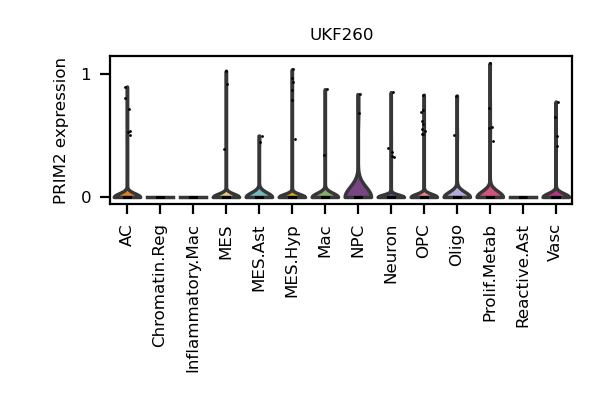 UKF260
PRIM2 expression
1
0
AC
Chromatin.Reg
Inflammatory.Mac
MES
MES.Ast
MES.Hyp
Mac
NPC
Neuron
OPC
Oligo
Prolif.Metab
Reactive.Ast
Vasc